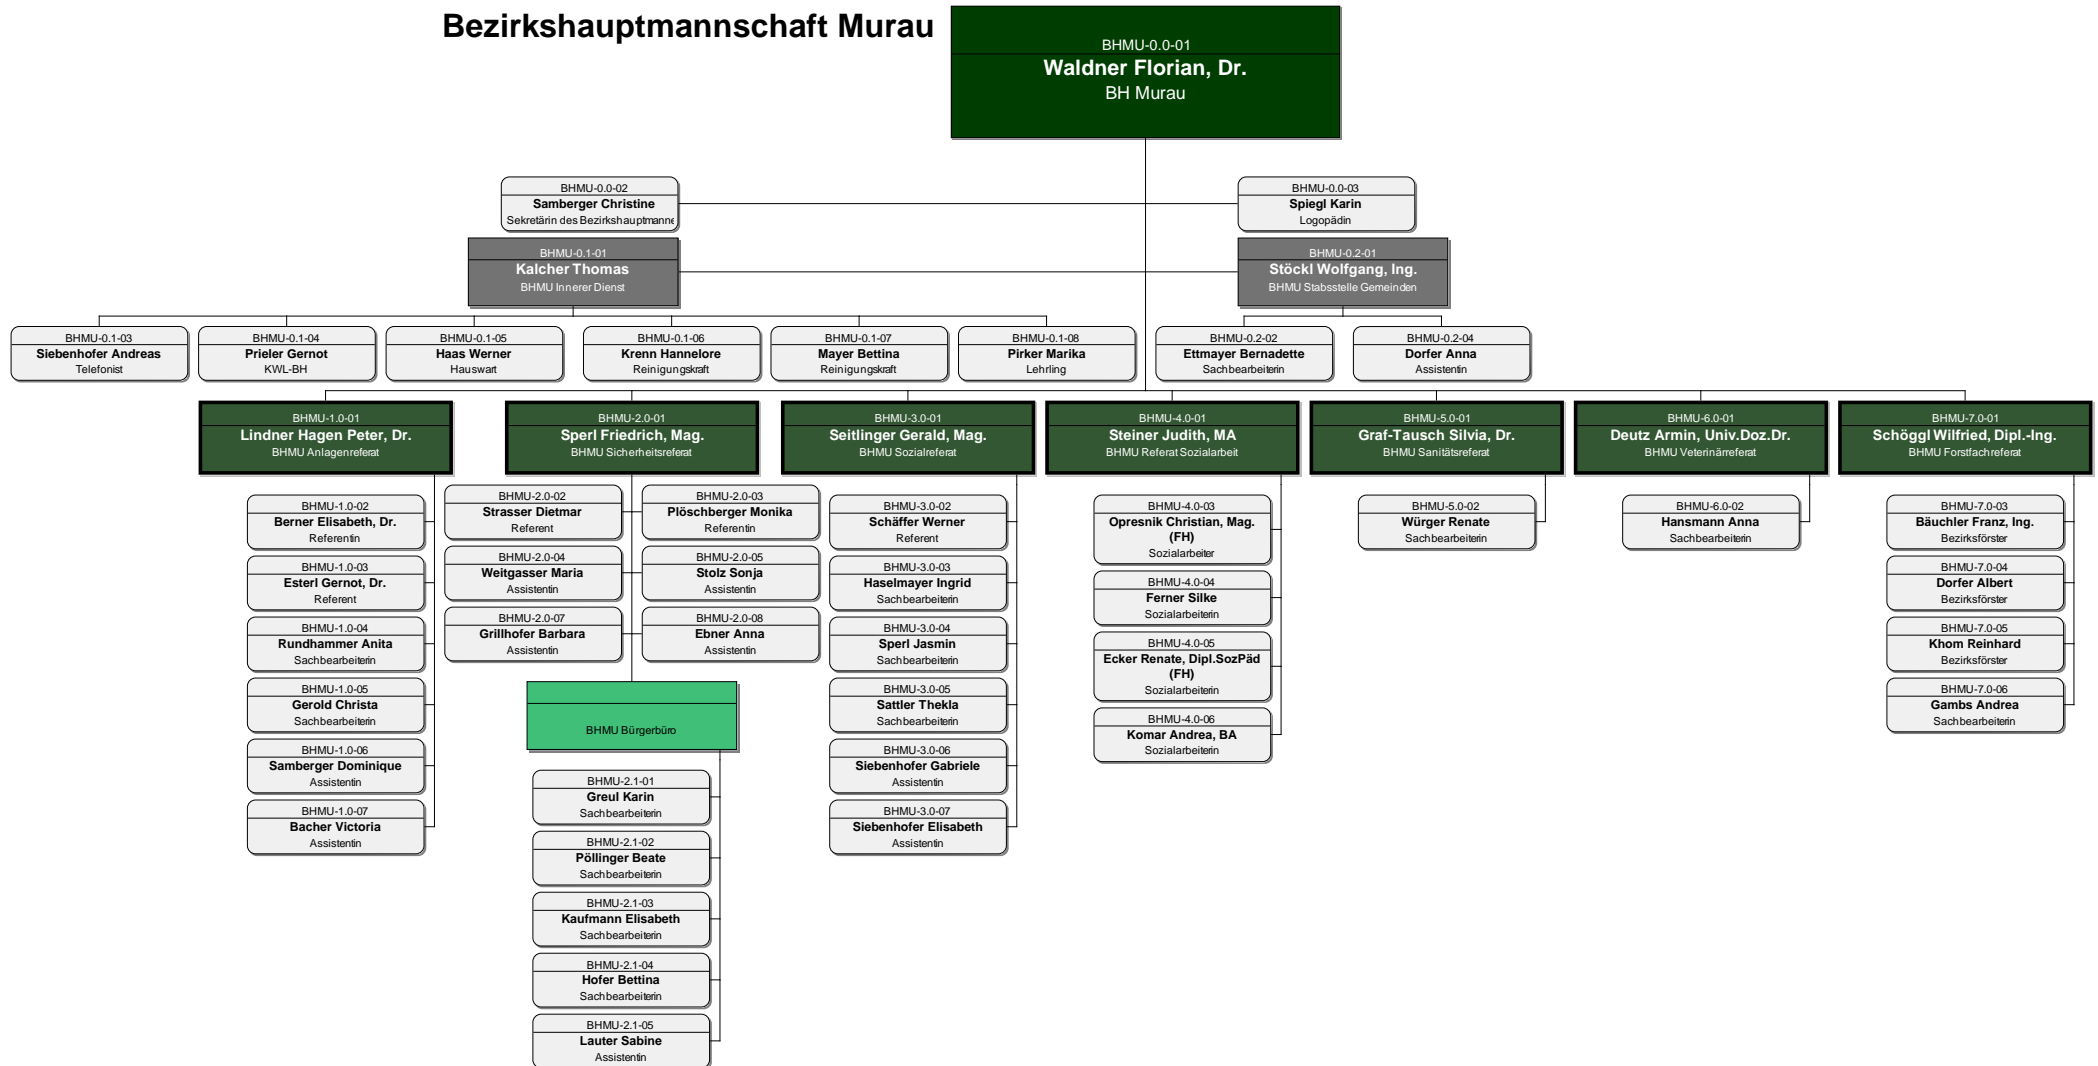 Bezirkshauptmannschaft Murau
BHMU-0.0-01
Waldner Florian, Dr.
BH Murau
BHMU-0.0-02
Samberger Christine
Sekretärin des Bezirkshauptmanne
BHMU-0.0-03
Spiegl Karin
Logopädin
BHMU-0.1-01
Kalcher Thomas
BHMU Innerer Dienst
BHMU-0.2-01
Stöckl Wolfgang, Ing.
BHMU Stabsstelle Gemeinden
BHMU-0.1-03
Siebenhofer Andreas
Telefonist
BHMU-0.1-04
Prieler Gernot
KWL-BH
BHMU-0.1-05
Haas Werner
Hauswart
BHMU-0.1-06
Krenn Hannelore
Reinigungskraft
BHMU-0.1-07
Mayer Bettina
Reinigungskraft
BHMU-0.1-08
Pirker Marika
Lehrling
BHMU-0.2-02
Ettmayer Bernadette
Sachbearbeiterin
BHMU-0.2-04
Dorfer Anna
Assistentin
BHMU-1.0-01
Lindner Hagen Peter, Dr.
BHMU Anlagenreferat
BHMU-1.0-02
Berner Elisabeth, Dr.
Referentin
BHMU-1.0-03
Esterl Gernot, Dr.
Referent
BHMU-1.0-04
Rundhammer Anita
Sachbearbeiterin
BHMU-1.0-05
Gerold Christa
Sachbearbeiterin
BHMU-1.0-06
Samberger Dominique
Assistentin
BHMU-1.0-07
Bacher Victoria
Assistentin
BHMU-2.0-01
Sperl Friedrich, Mag.
BHMU Sicherheitsreferat
BHMU-2.0-02
Strasser Dietmar
Referent
BHMU-2.0-03
Plöschberger Monika
Referentin
BHMU-2.0-04
Weitgasser Maria
Assistentin
BHMU-2.0-05
Stolz Sonja
Assistentin
BHMU-2.0-07
Grillhofer Barbara
Assistentin
BHMU-2.0-08
Ebner Anna
Assistentin
BHMU Bürgerbüro
BHMU-2.1-01
Greul Karin
Sachbearbeiterin
BHMU-2.1-02
Pöllinger Beate
Sachbearbeiterin
BHMU-2.1-03
Kaufmann Elisabeth
Sachbearbeiterin
BHMU-2.1-04
Hofer Bettina
Sachbearbeiterin
BHMU-2.1-05
Lauter Sabine
Assistentin
BHMU-3.0-01
Seitlinger Gerald, Mag.
BHMU Sozialreferat
BHMU-3.0-02
Schäffer Werner
Referent
BHMU-3.0-03
Haselmayer Ingrid
Sachbearbeiterin
BHMU-3.0-04
Sperl Jasmin
Sachbearbeiterin
BHMU-3.0-05
Sattler Thekla
Sachbearbeiterin
BHMU-3.0-06
Siebenhofer Gabriele
Assistentin
BHMU-3.0-07
Siebenhofer Elisabeth
Assistentin
BHMU-4.0-01
Steiner Judith, MA
BHMU Referat Sozialarbeit
BHMU-4.0-03
Opresnik Christian, Mag.
(FH)
Sozialarbeiter
BHMU-4.0-04
Ferner Silke
Sozialarbeiterin
BHMU-4.0-05
Ecker Renate, Dipl.SozPäd
(FH)
Sozialarbeiterin
BHMU-4.0-06
Komar Andrea, BA
Sozialarbeiterin
BHMU-5.0-01
Graf-Tausch Silvia, Dr.
BHMU Sanitätsreferat
BHMU-5.0-02
Würger Renate
Sachbearbeiterin
BHMU-6.0-01
Deutz Armin, Univ.Doz.Dr.
BHMU Veterinärreferat
BHMU-6.0-02
Hansmann Anna
Sachbearbeiterin
BHMU-7.0-01
Schöggl Wilfried, Dipl.-Ing.
BHMU Forstfachreferat
BHMU-7.0-03
Bäuchler Franz, Ing.
Bezirksförster
BHMU-7.0-04
Dorfer Albert
Bezirksförster
BHMU-7.0-05
Khom Reinhard
Bezirksförster
BHMU-7.0-06
Gambs Andrea
Sachbearbeiterin